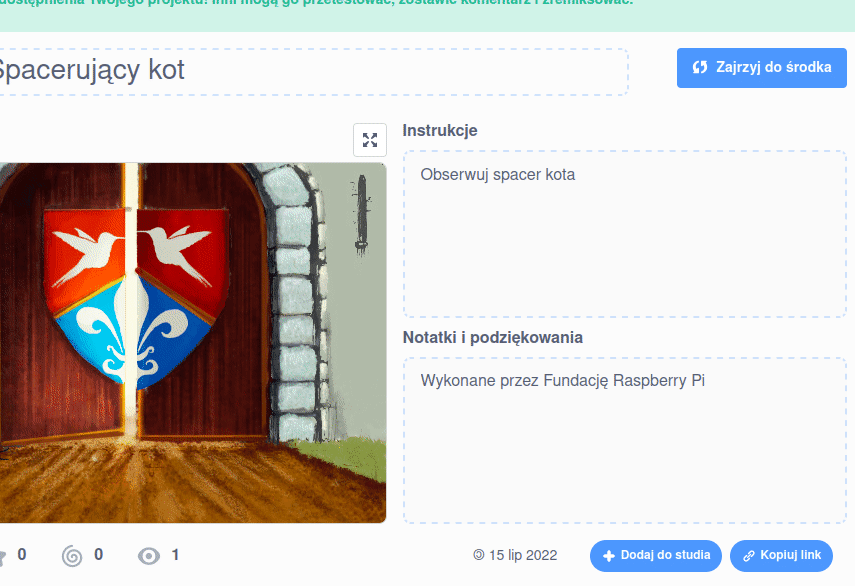 dostępnienia Twojego projektu! Inni mogą go przetestować, zostawić komentarz i zremiksować.
Spacerujący kot
Zajrzyj do środka
Instrukcje
Obserwuj spacer kota
Notatki i podziękowania
Wykonane przez Fundację Raspberry Pi
0
0
1
© 15 lip 2022
Dodaj do studia
Kopiuj link